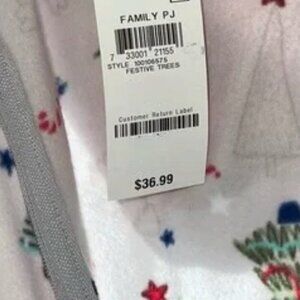 FAMILY PJ
7 33001 21155
STYLE 100106575
FESTIVE TREES
Customer Return Label
$36.99